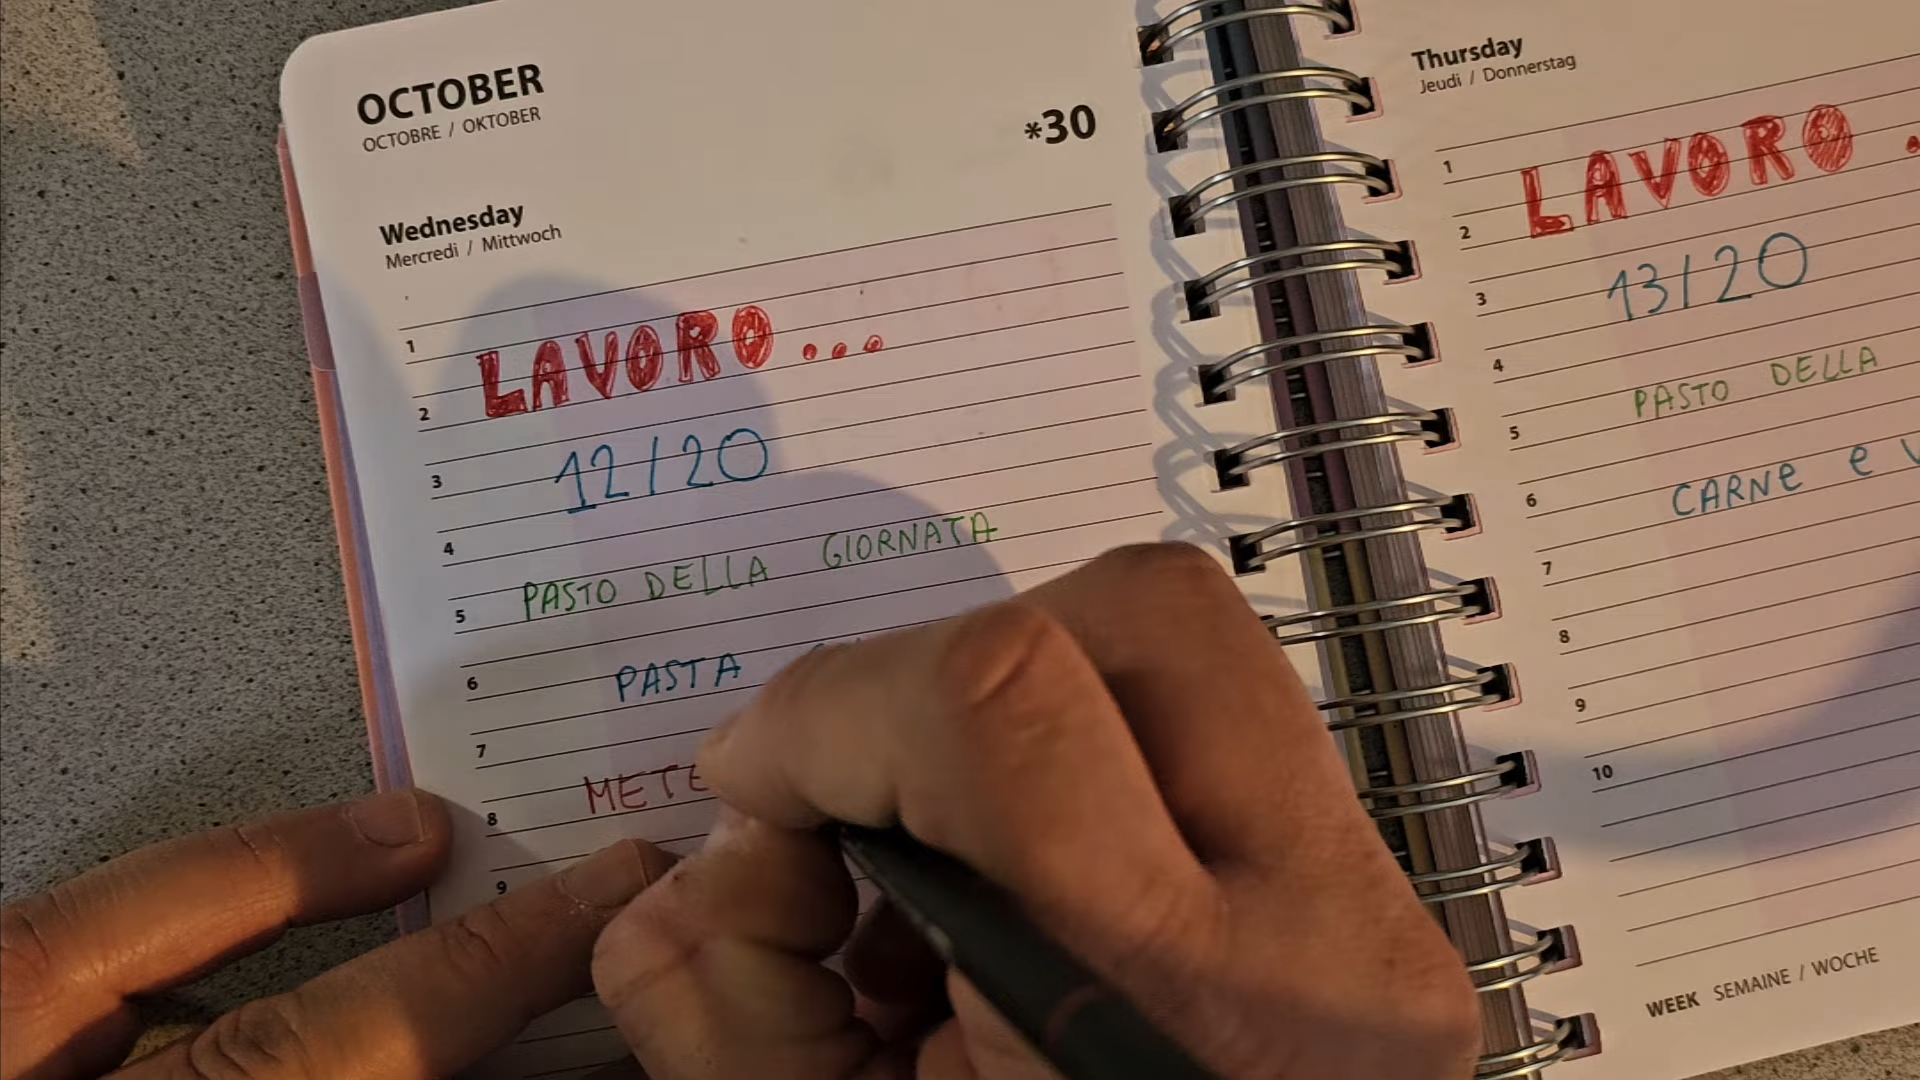 OCTOBER
OCTOBRE / OKTOBER
*30
Wednesday
Mercredi / Mittwoch
1
LAVORO...
2
3
12/20
4
5
PASTO DELLA GIORNATA
6
PASTA
7
8
METE
9
Thursday
Jeudi / Donnerstag
1
LAVORO .
2
3
13/20
4
PASTO DELLA
5
6
CARNE e
7
8
9
10
WEEK SEMAINE / WOCHE